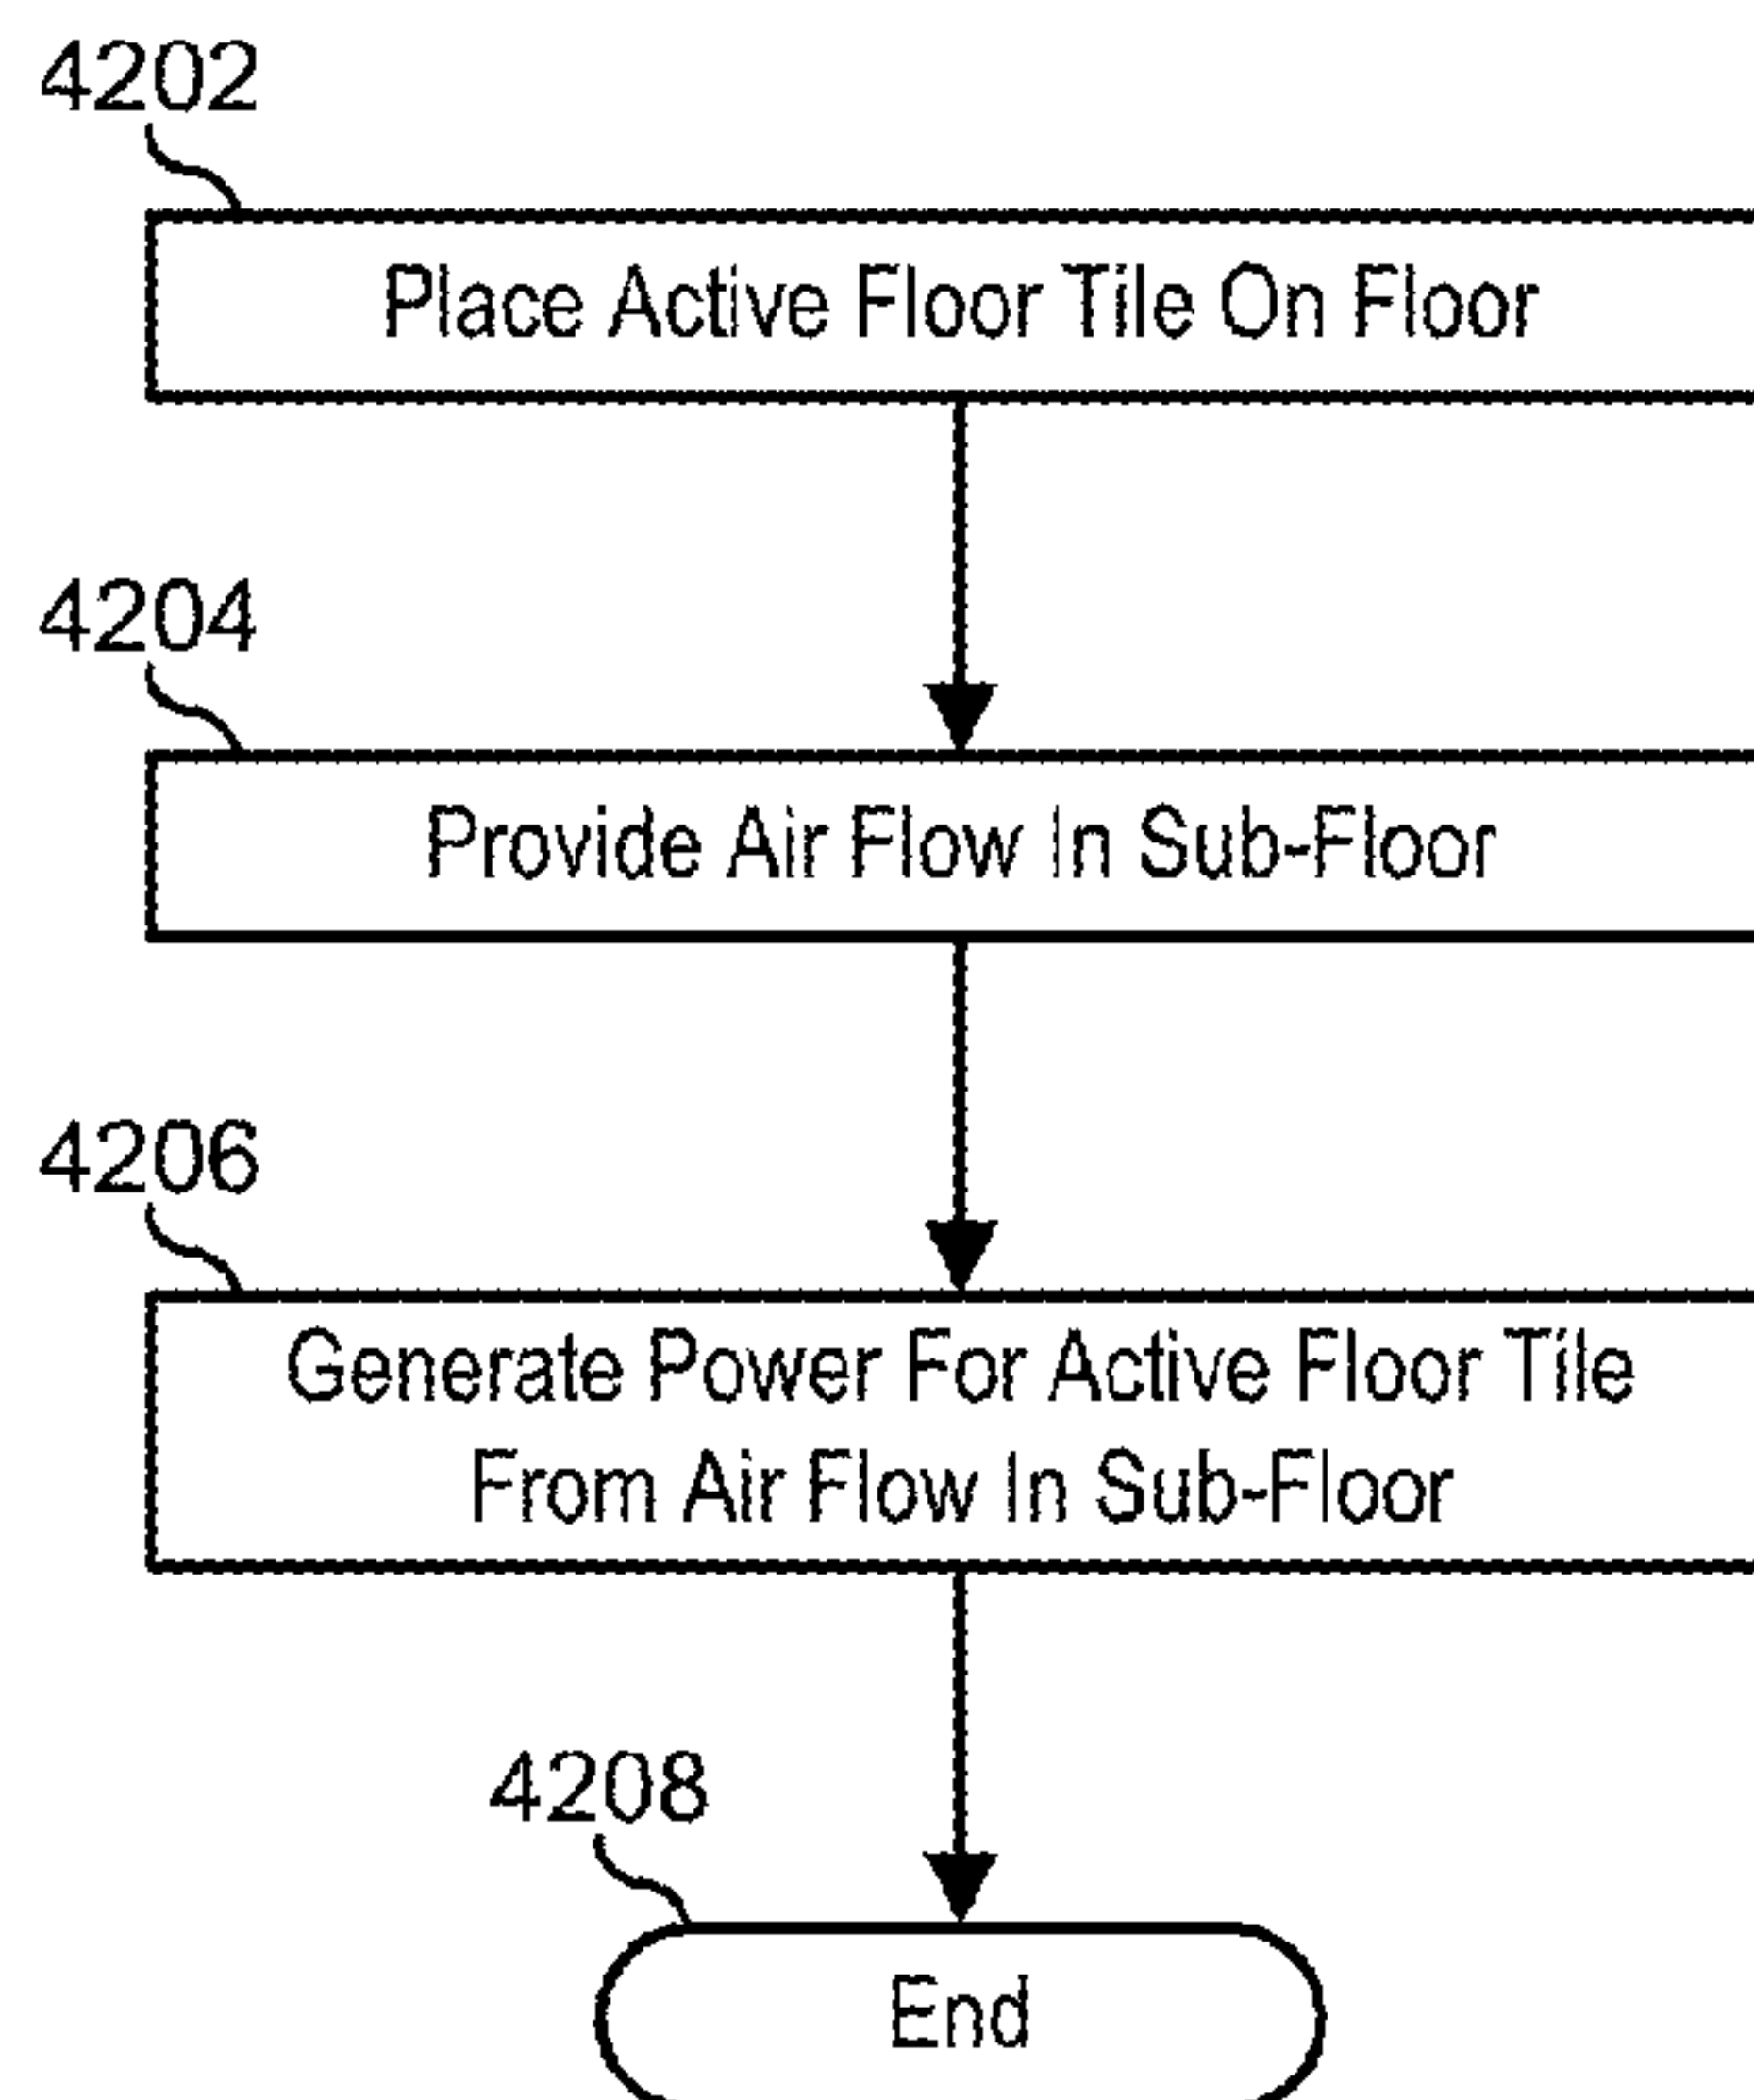 4202
Place Active Floor Tile On Floor
4204
Provide Air Flow In Sub-Floor
4206
Generate Power For Active Floor Tile
From Air Flow In Sub-Floor
4208
End